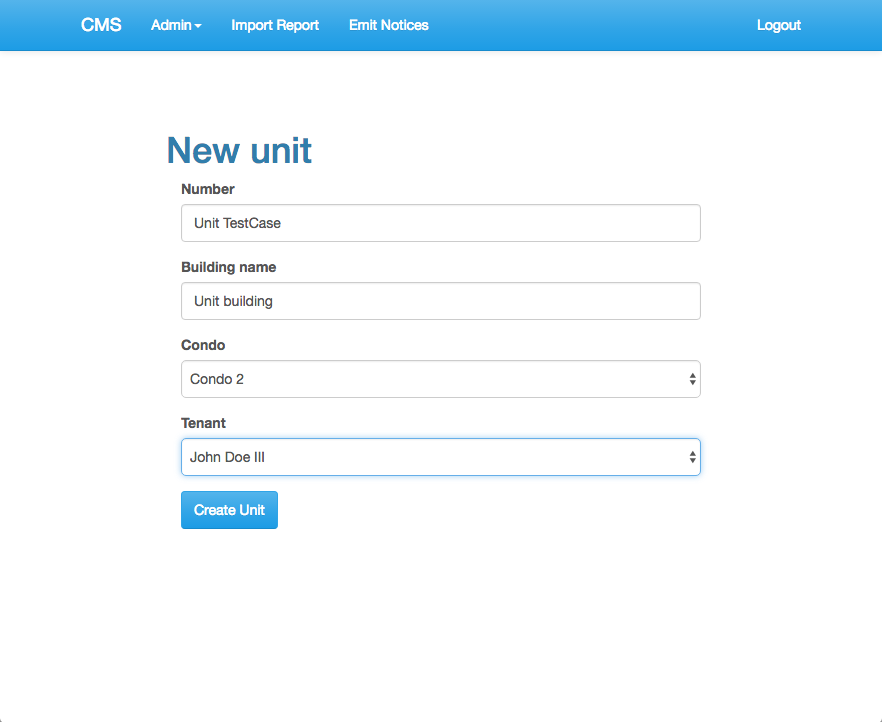 CMS Admin Import Report Emit Notices Logout
New unit
Number
Unit TestCase
Building name
Unit building
Condo
Condo 2
Tenant
John Doe III
Create Unit